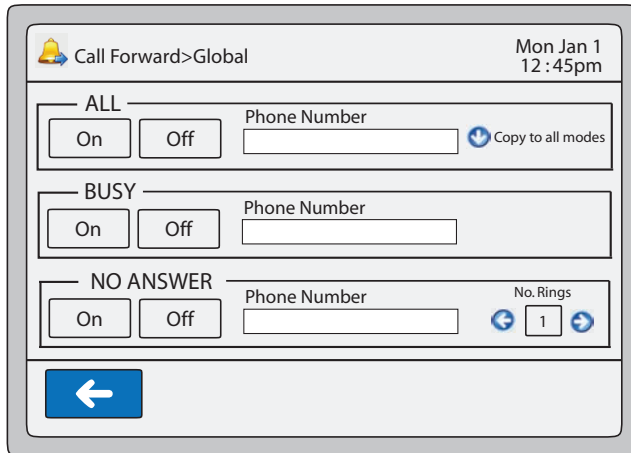 Call Forward>Global
Mon Jan 1
12:45pm
ALL
On
Off
Phone Number
Copy to all modes
BUSY
On
Off
Phone Number
NO ANSWER
On
Off
Phone Number
No. Rings
1